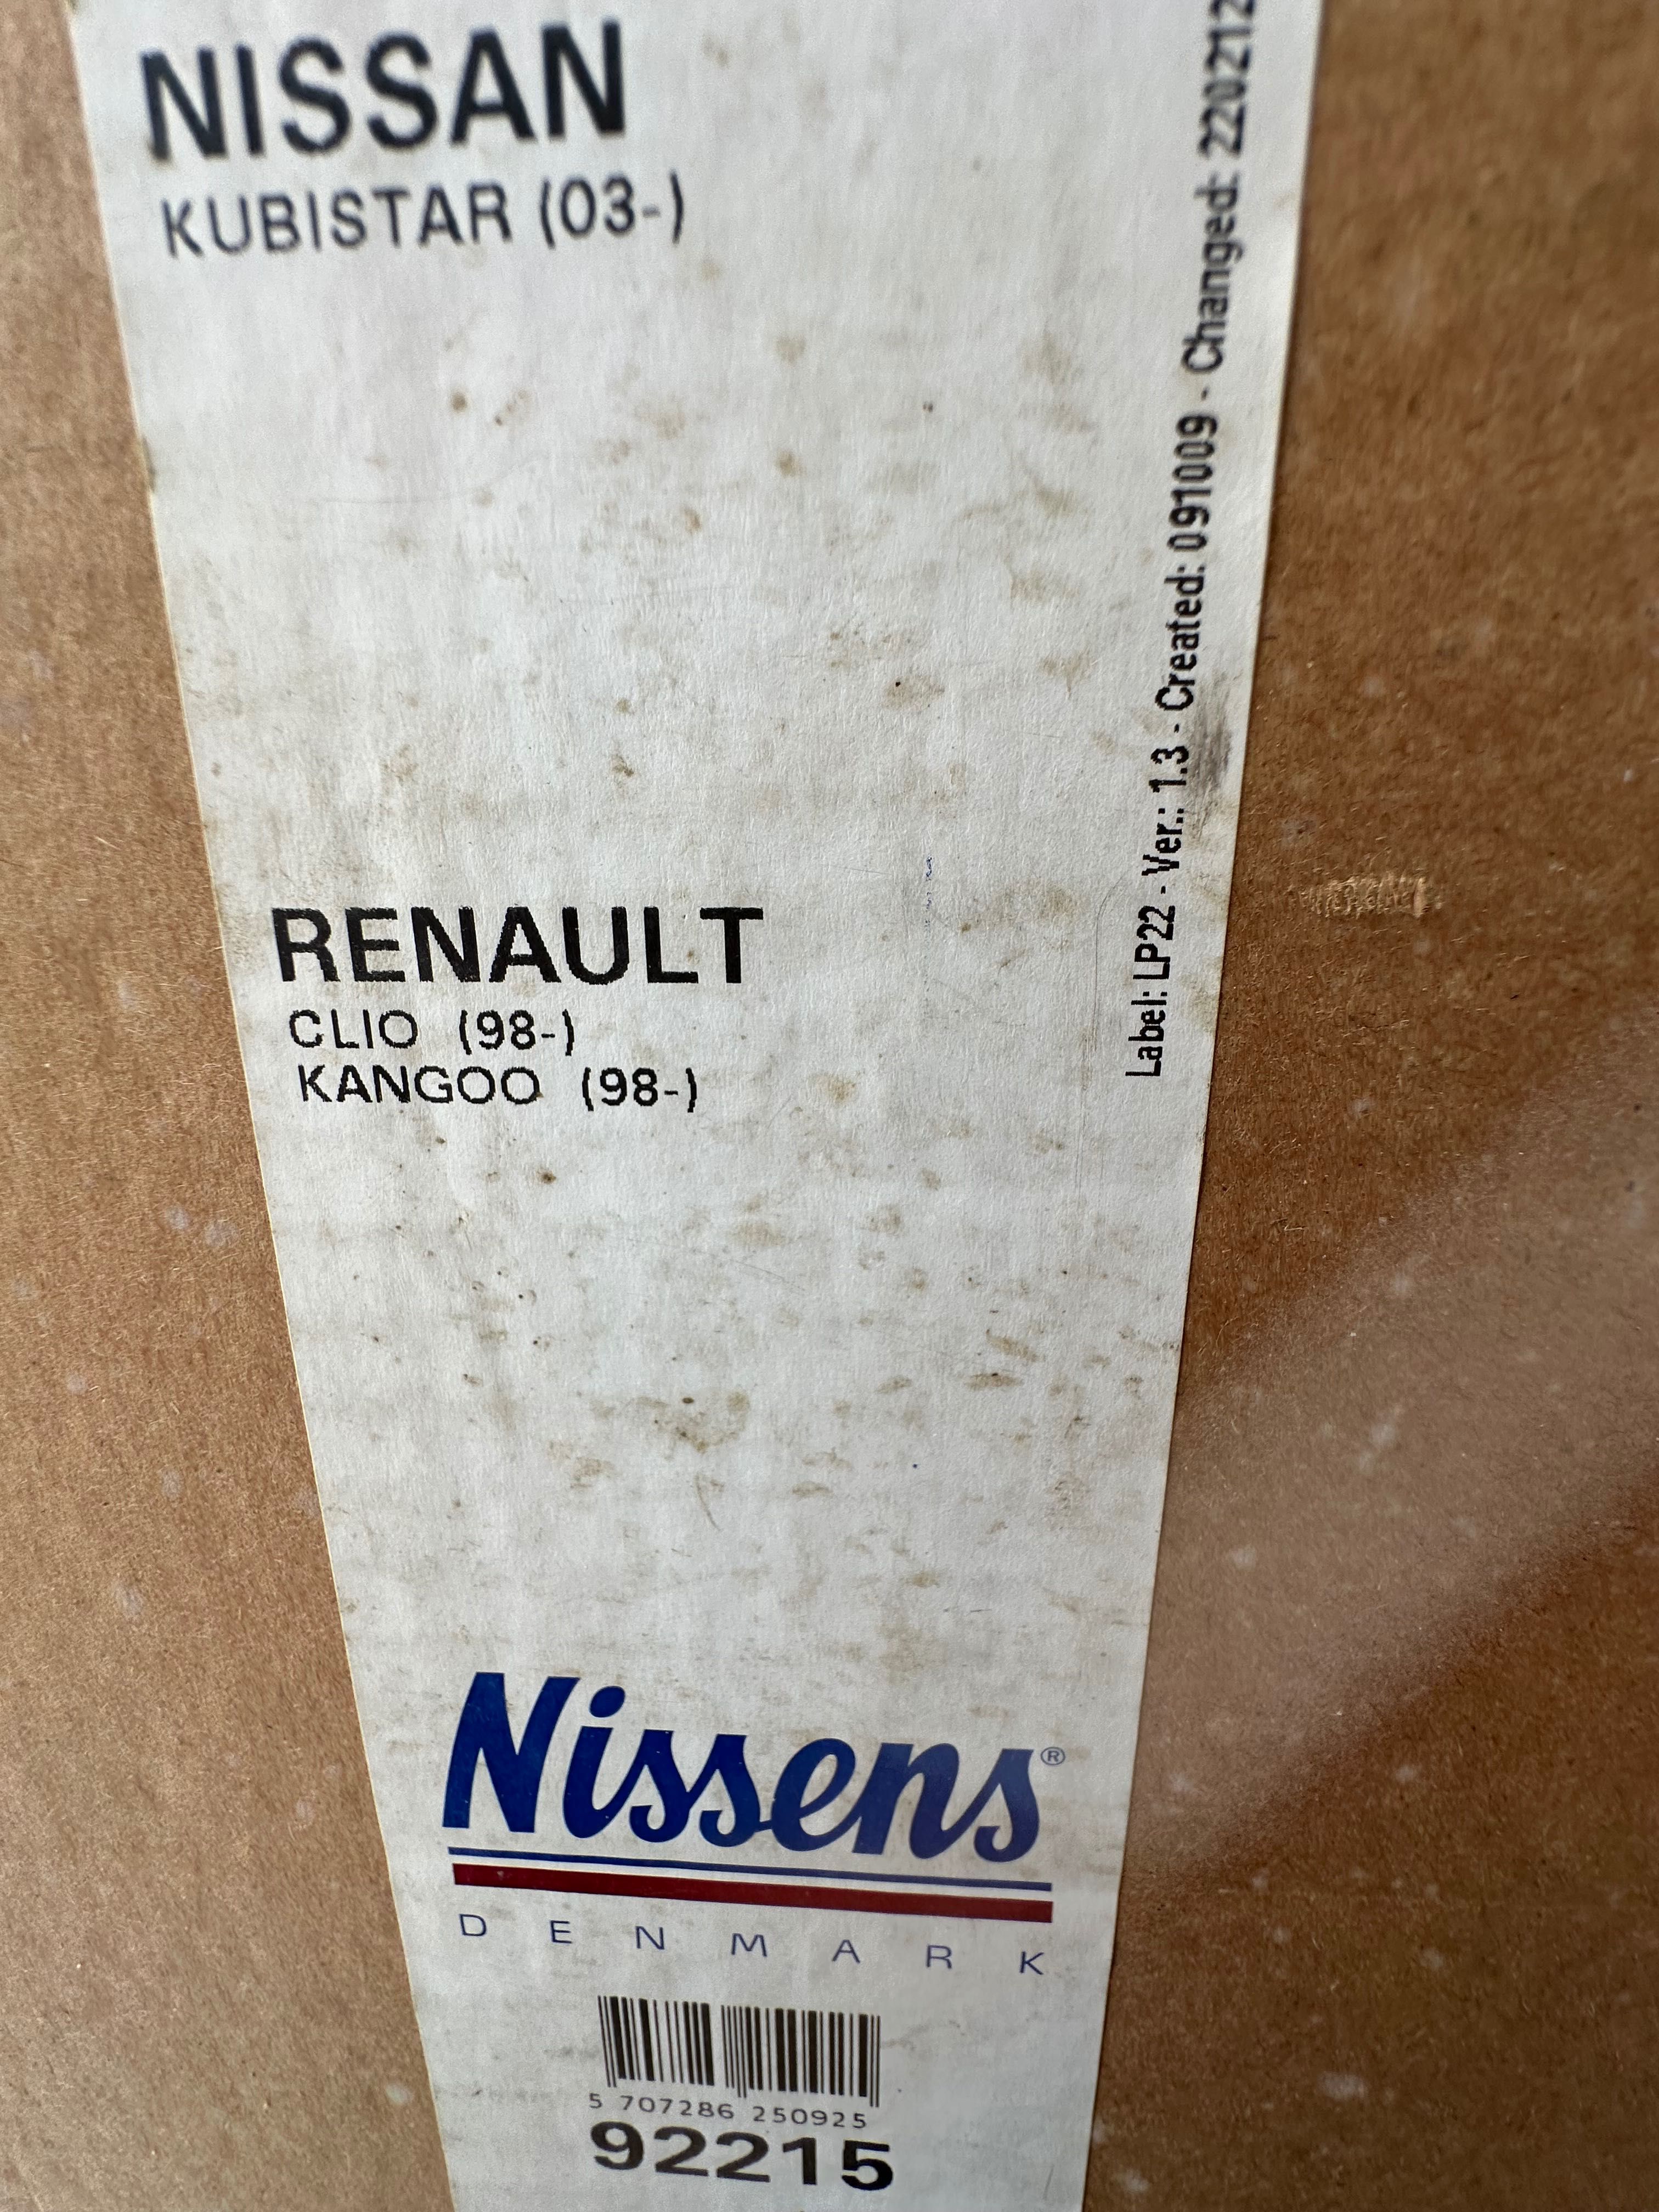 NISSAN
KUBISTAR (03-)
RENAULT
CLIO (98-)
KANGOO (98-)
Label: LP22 - Ver.: 1.3 - Created: 091009 - Changed: 220212
Nissens®
DENMARK
5 707286 250925
92215